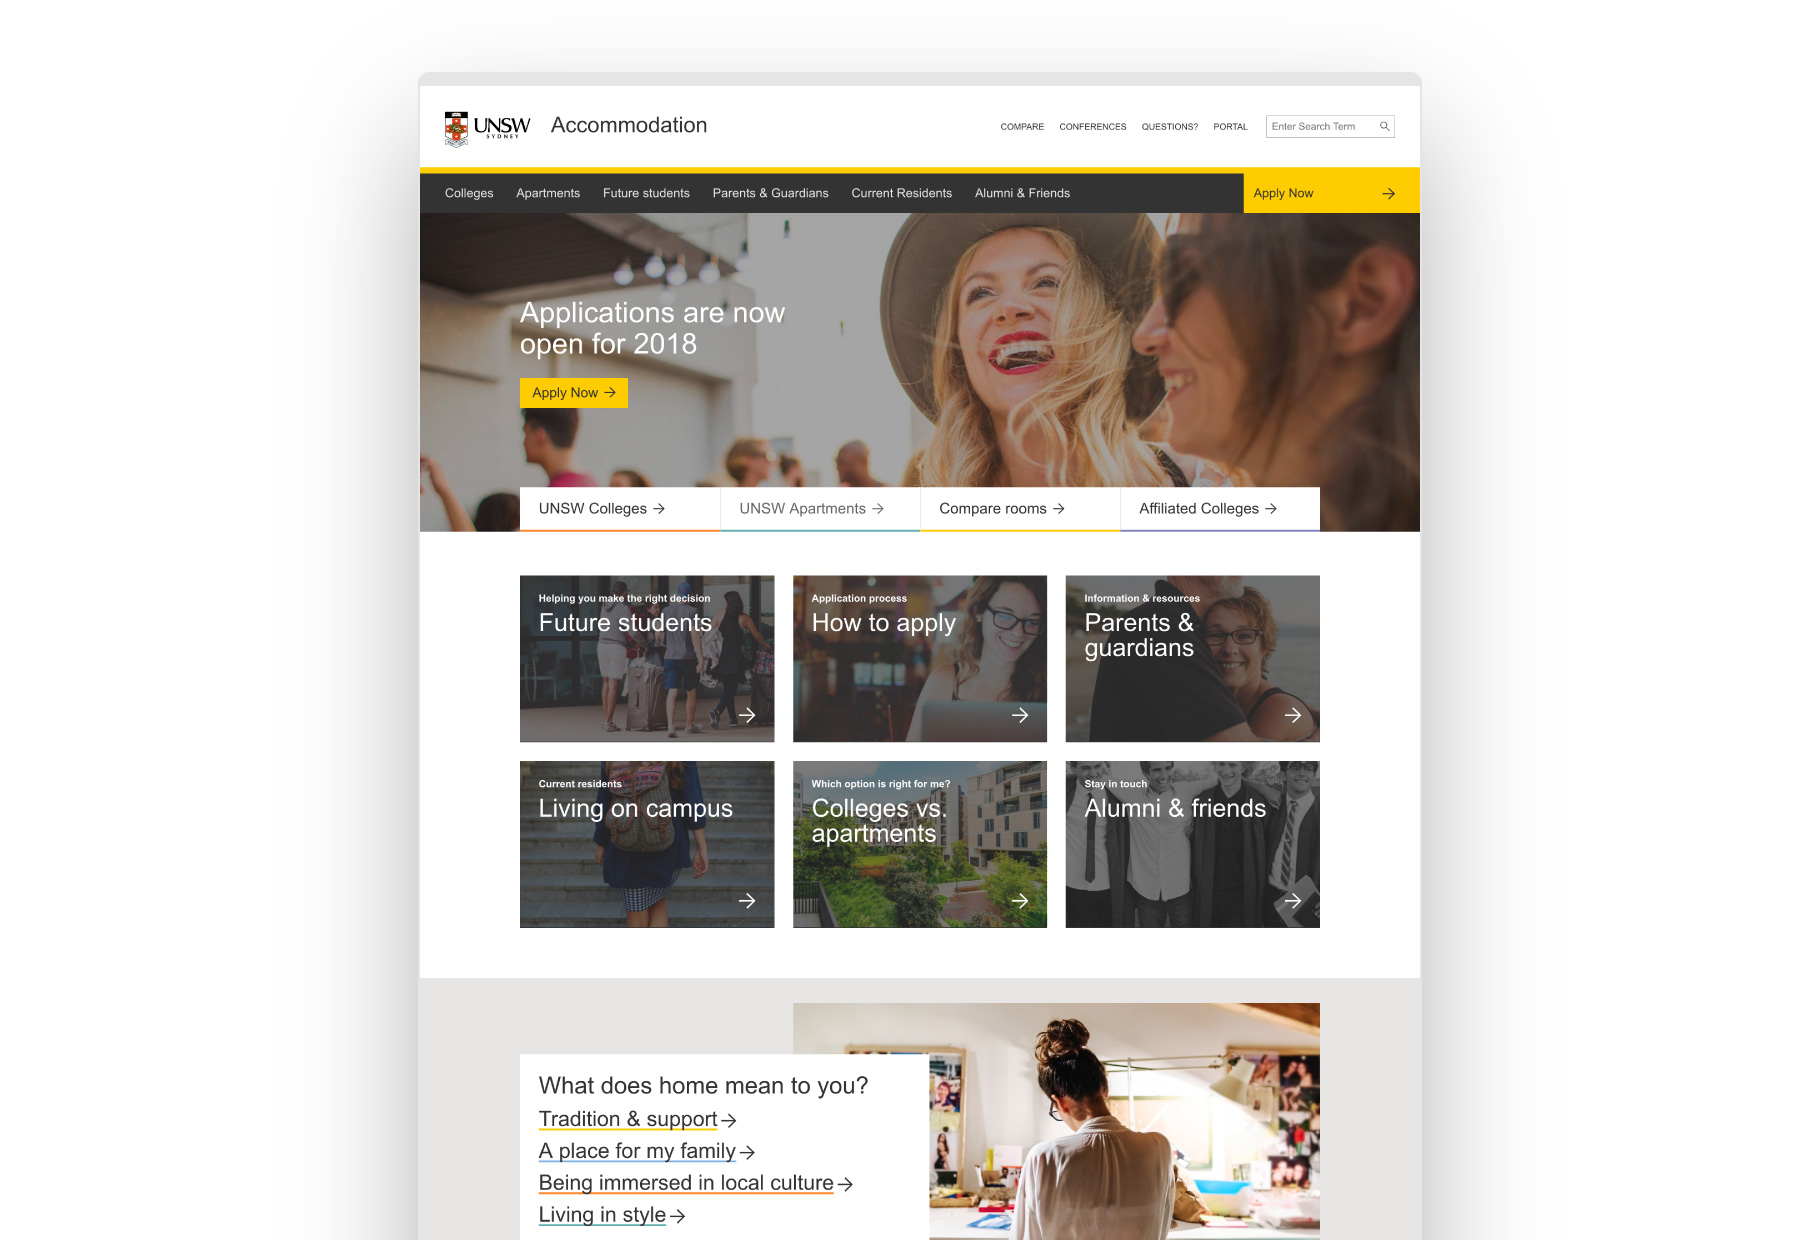 UNSW
SYDNEY
Accommodation
COMPARE CONFERENCES QUESTIONS? PORTAL Enter Search Term
Colleges Apartments Future students Parents & Guardians Current Residents Alumni & Friends Apply Now →
Applications are now
open for 2018
Apply Now →
UNSW Colleges → UNSW Apartments → Compare rooms → Affiliated Colleges →
Helping you make the right decision
Future students
→
Application process
How to apply
→
Information & resources
Parents &
guardians
→
Current residents
Living on campus
→
Which option is right for me?
Colleges vs.
apartments
→
Stay in touch
Alumni & friends
→
What does home mean to you?
Tradition & support →
A place for my family →
Being immersed in local culture →
Living in style →